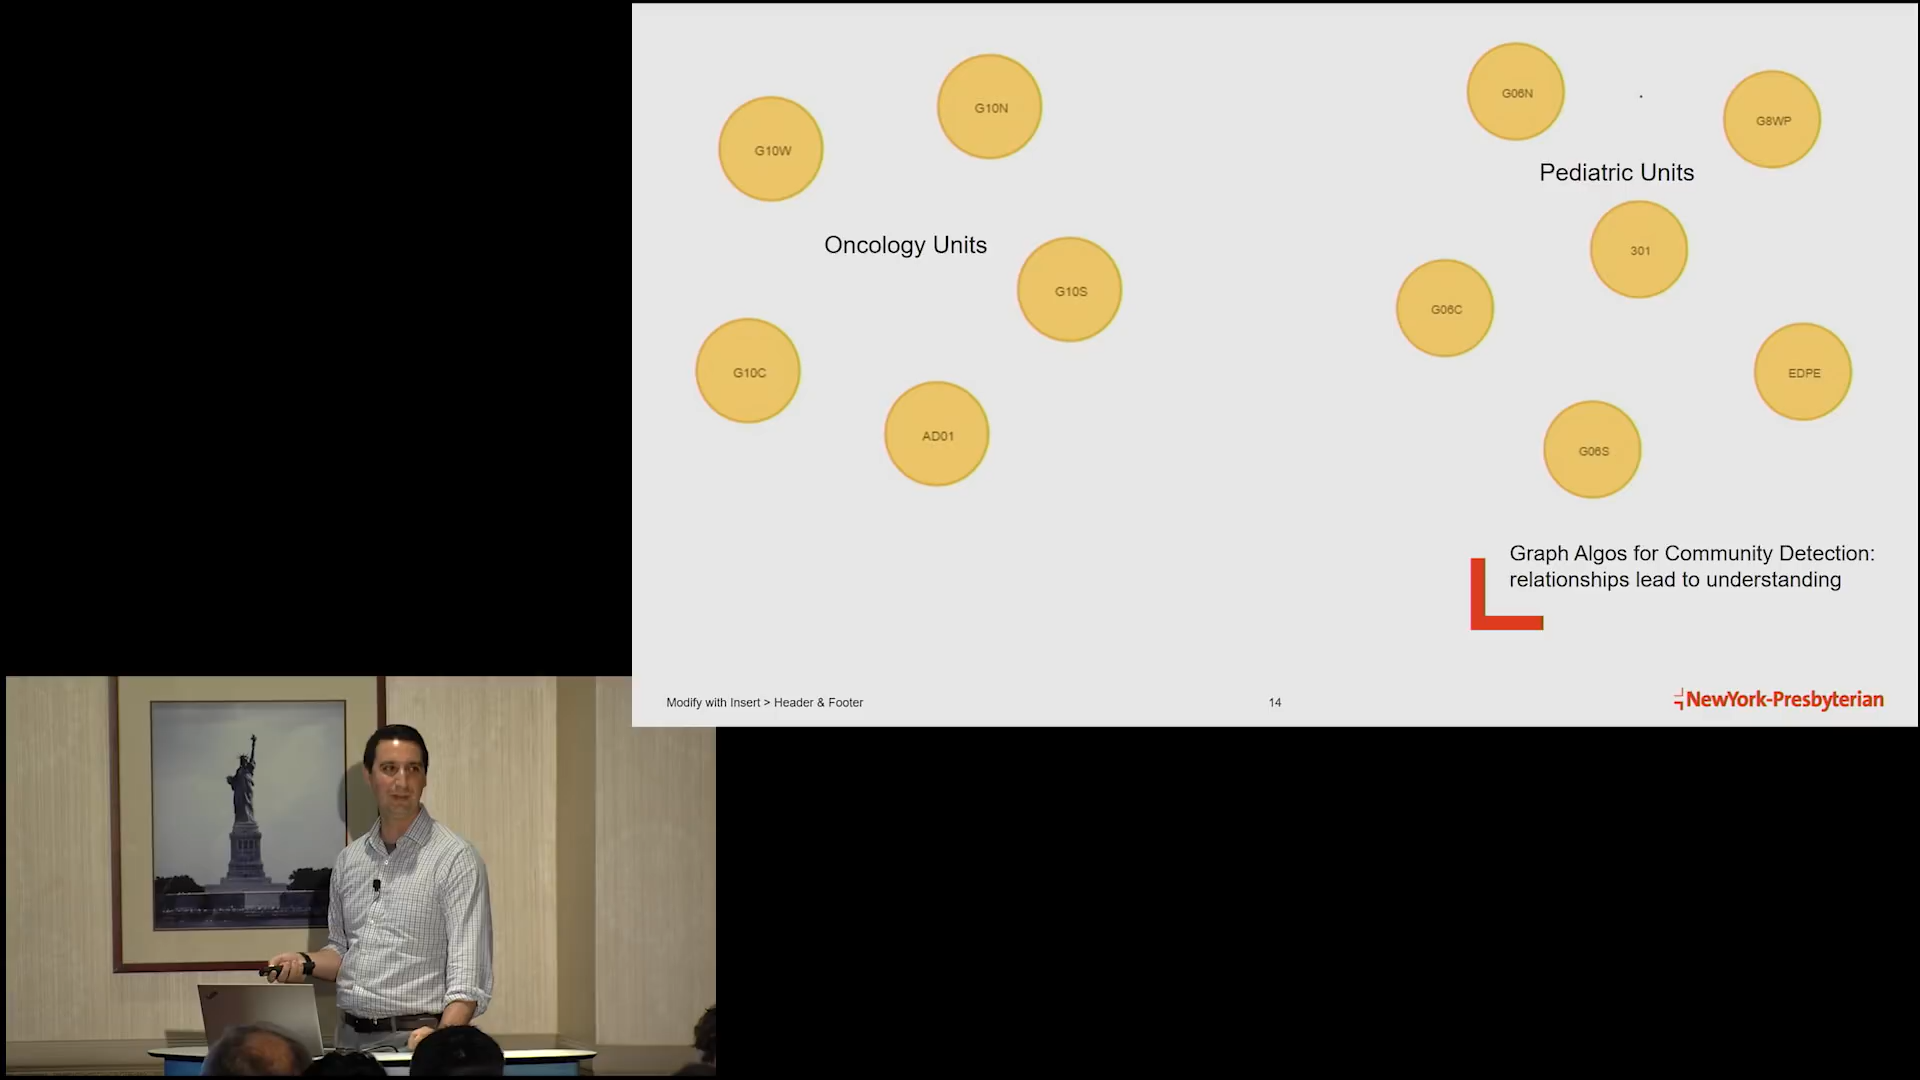 G10N
G10W
Oncology Units
G10S
G10C
AD01
G06N
G8WP
Pediatric Units
301
G06C
EDPE
G06S
Graph Algos for Community Detection:
relationships lead to understanding
Modify with Insert > Header & Footer
14
NewYork-Presbyterian